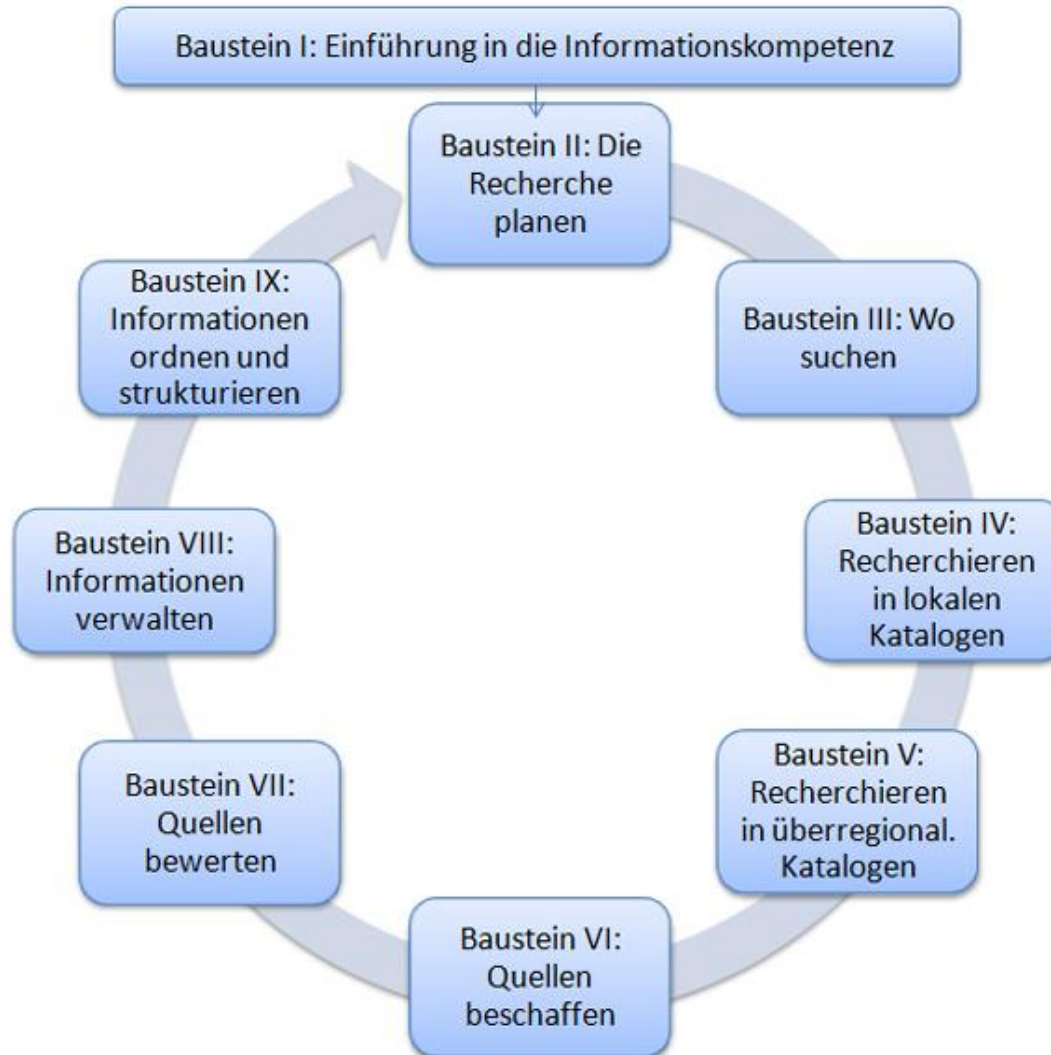 Baustein I: Einführung in die Informationskompetenz
Baustein II: Die
Recherche
planen
Baustein III: Wo
suchen
Baustein IV:
Recherchieren
in lokalen
Katalogen
Baustein V:
Recherchieren
in überregional.
Katalogen
Baustein VI:
Quellen
beschaffen
Baustein VII:
Quellen
bewerten
Baustein VIII:
Informationen
verwalten
Baustein IX:
Informationen
ordnen und
strukturieren